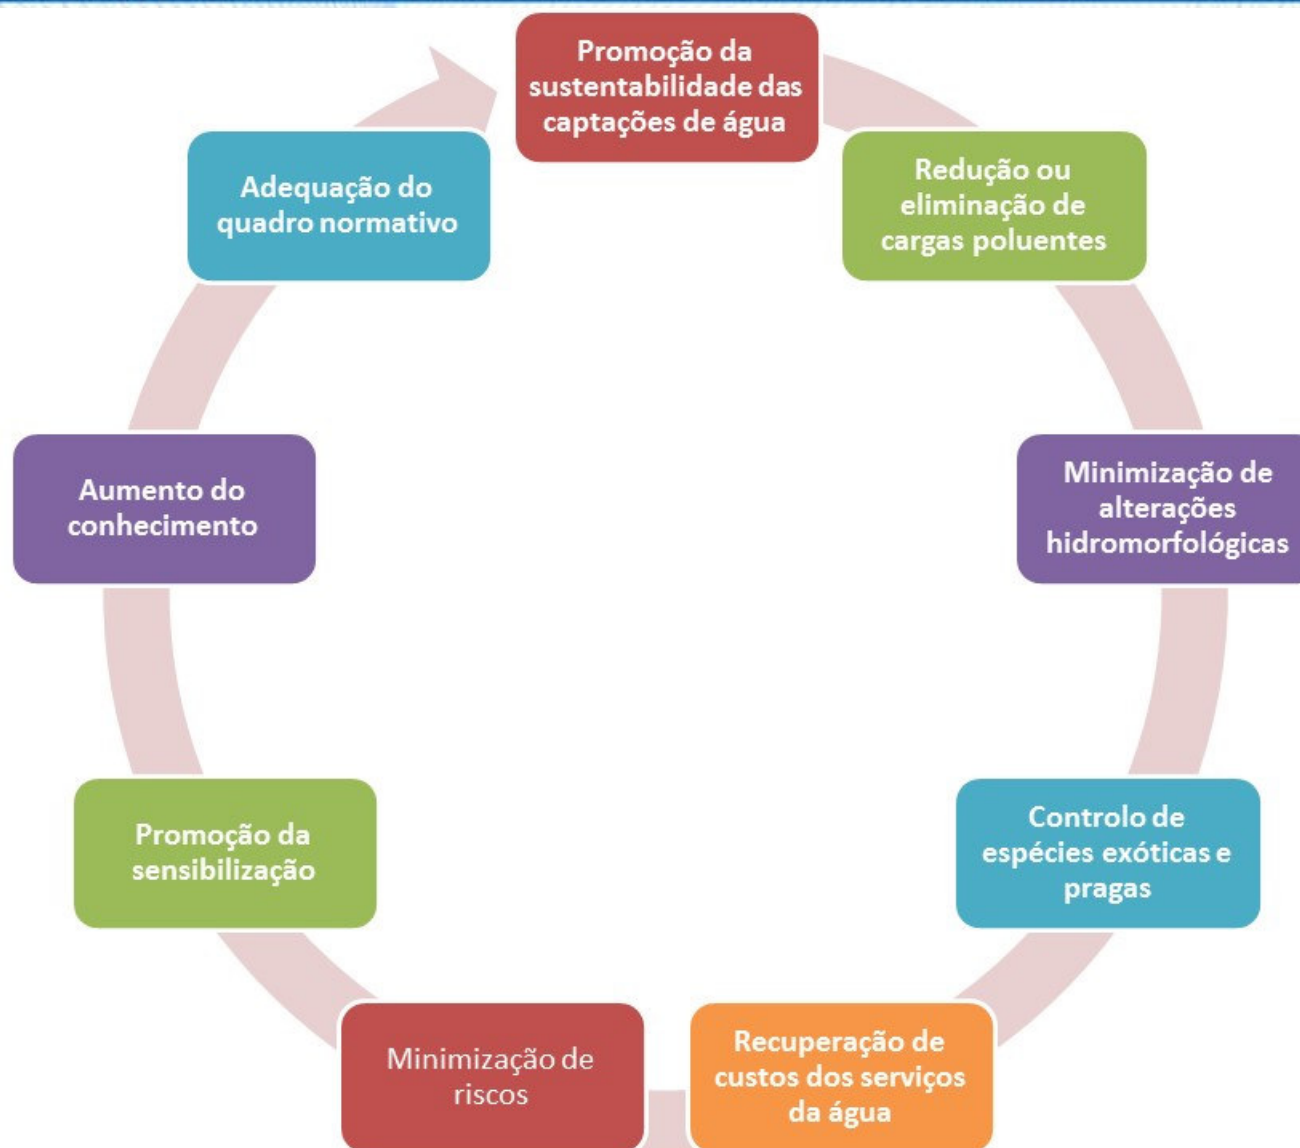 Promoção da
sustentabilidade das
captações de água
Redução ou
eliminação de
cargas poluentes
Minimização de
alterações
hidromorfológicas
Controlo de
espécies exóticas e
pragas
Recuperação de
custos dos serviços
da água
Minimização de
riscos
Promoção da
sensibilização
Aumento do
conhecimento
Adequação do
quadro normativo